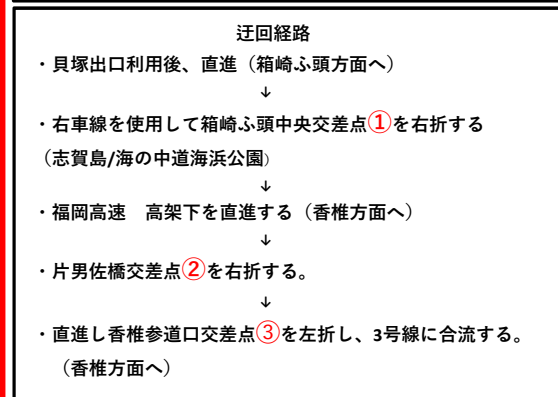 迂回経路
・貝塚出口利用後、直進（箱崎ふ頭方面へ）
↓
・右車線を使用して箱崎ふ頭中央交差点①を右折する
（志賀島/海の中道海浜公園）
↓
・福岡高速　高架下を直進する（香椎方面へ）
↓
・片男佐橋交差点②を右折する。
↓
・直進し香椎参道口交差点③を左折し、3号線に合流する。
（香椎方面へ）